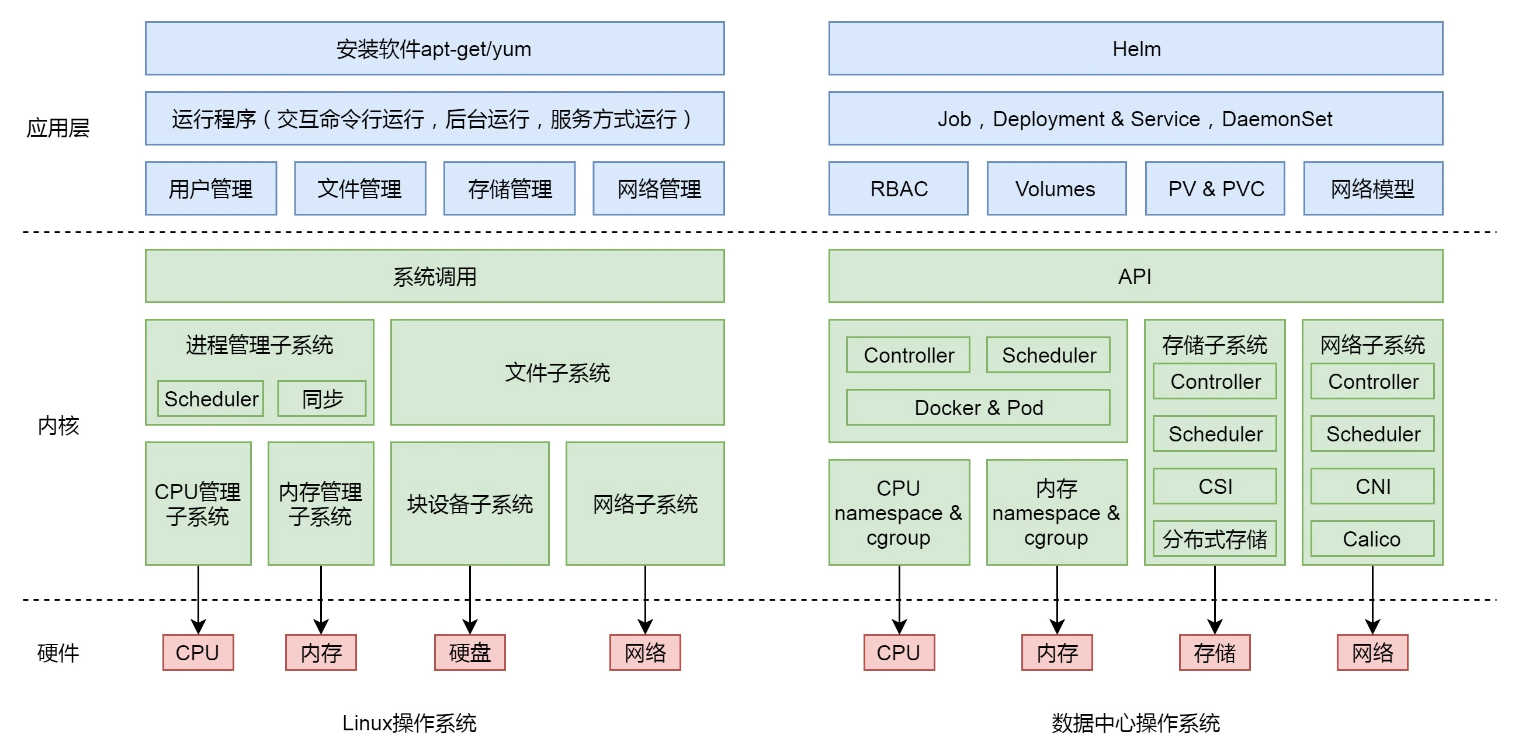 安装软件apt-get/yum
Helm
应用层
运行程序（交互命令行运行，后台运行，服务方式运行）
Job，Deployment & Service，DaemonSet
用户管理
文件管理
存储管理
网络管理
RBAC
Volumes
PV & PVC
网络模型
内核
系统调用
API
进程管理子系统
Scheduler
同步
文件子系统
CPU管理
子系统
内存管理
子系统
块设备子系统
网络子系统
Controller
Scheduler
Docker & Pod
CPU
namespace &
cgroup
内存
namespace &
cgroup
存储子系统
Controller
Scheduler
CSI
分布式存储
网络子系统
Controller
Scheduler
CNI
Calico
硬件
CPU
内存
硬盘
网络
CPU
内存
存储
网络
Linux操作系统
数据中心操作系统